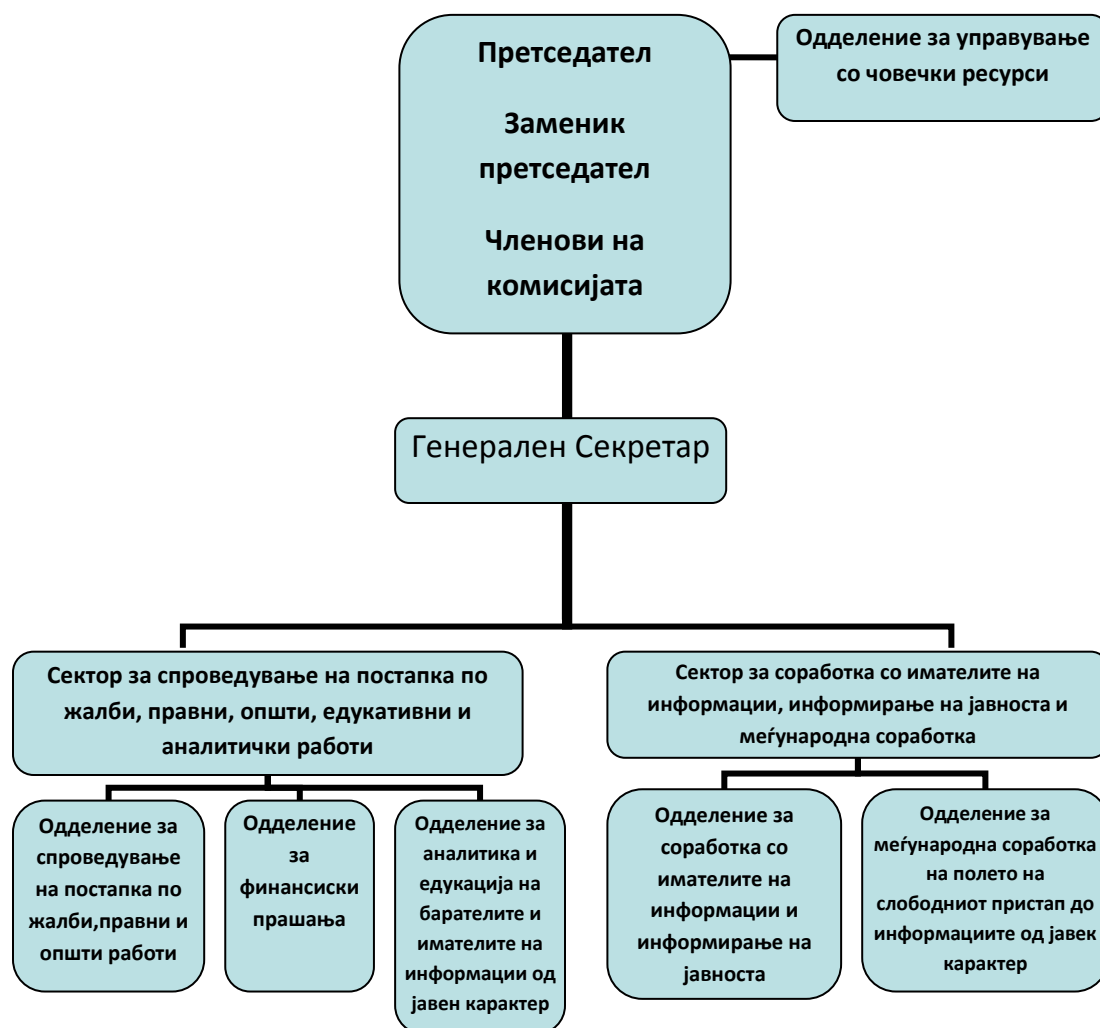 Претседател
Заменик
претседател
Членови на
комисијата
Одделение за управување
со човечки ресурси
Генерален Секретар
Сектор за спроведување на постапка по
жалби, правни, општи, едукативни и
аналитички работи
Сектор за соработка со имателите на
информации, информирање на јавноста и
меѓународна соработка
Одделение за
спроведување
на постапка по
жалби,правни и
општи работи
Одделение
за
финансиски
прашања
Одделение за
аналитика и
едукација на
барателите и
имателите на
информации од
јавен карактер
Одделение за
соработка со
имателите на
информации и
информирање на
јавноста
Одделение за
меѓународна соработка
на полето на
слободниот пристап до
информациите од јавек
карактер